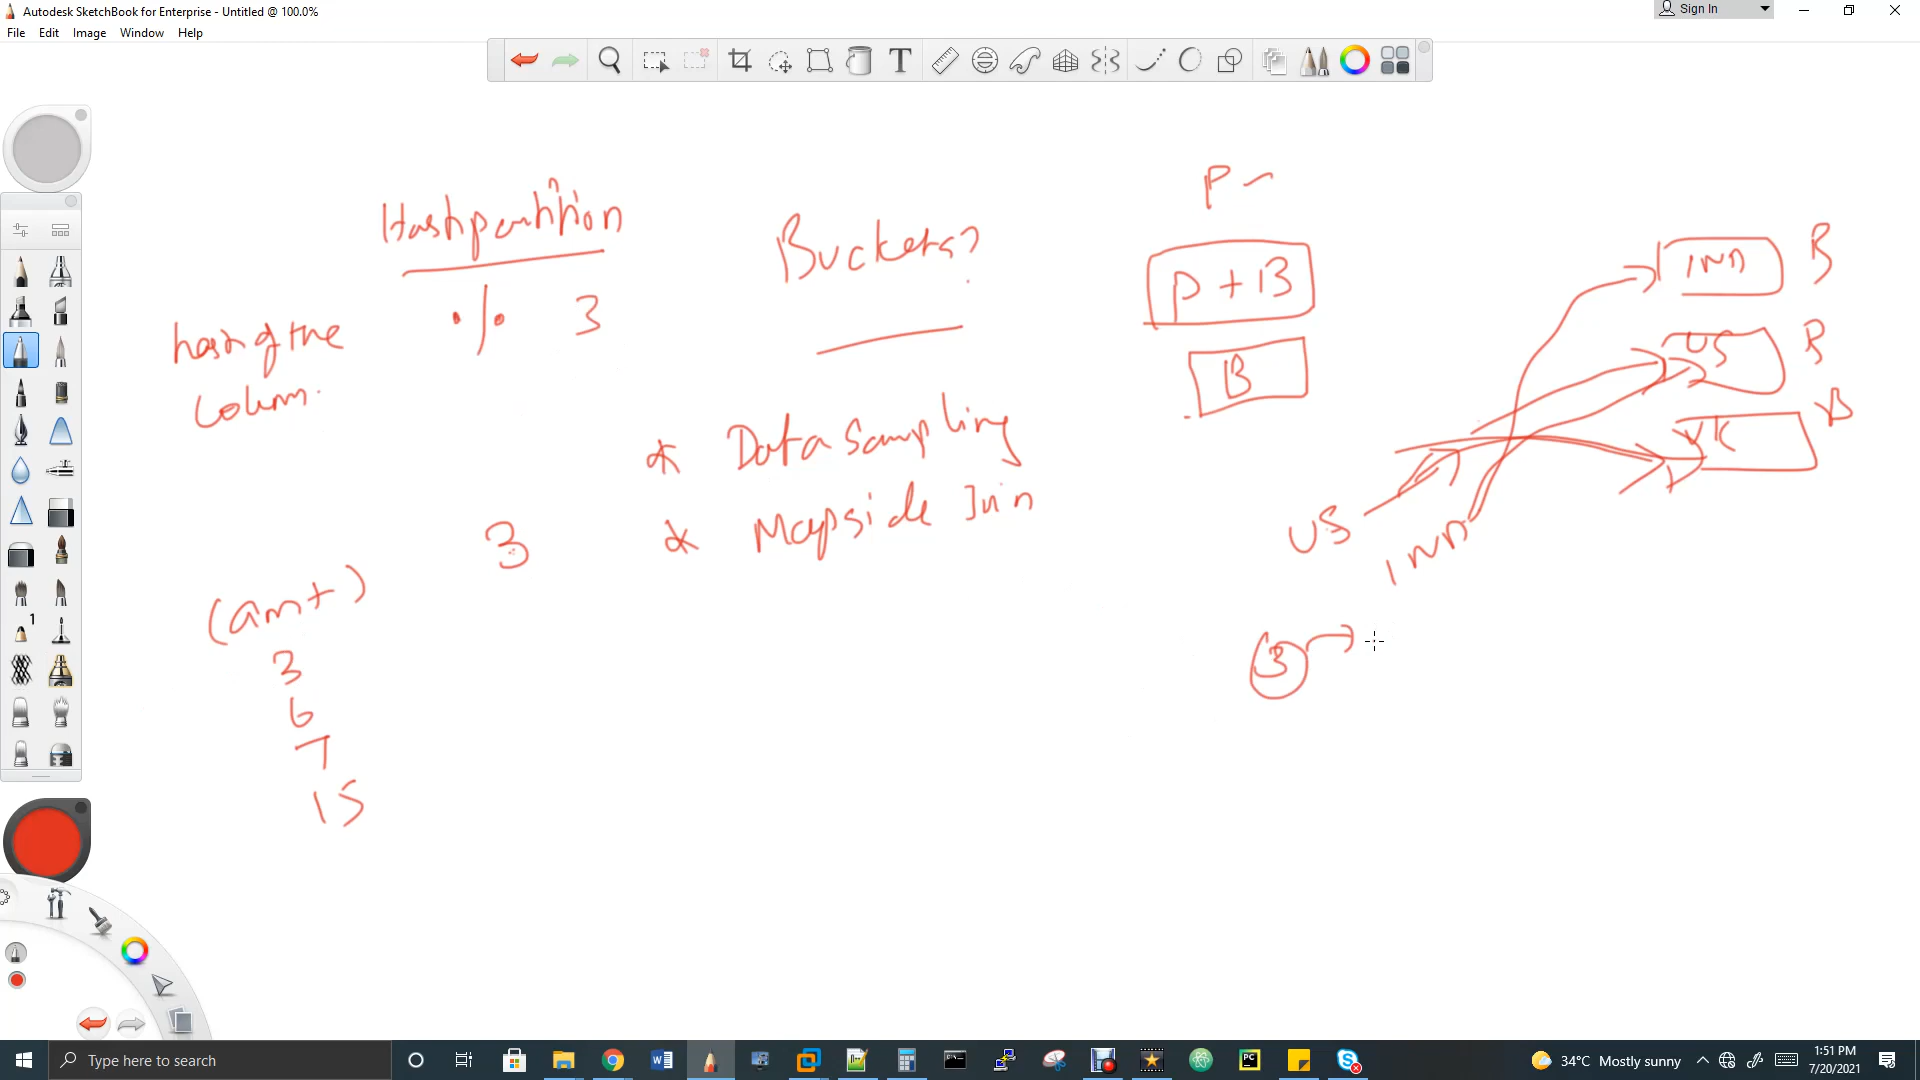 Autodesk SketchBook for Enterprise - Untitled @ 100.0%
Sign In
File Edit Image Window Help
P
Hashpartition
Buckets?
P + B
IND B
hash of the
column.
% 3
B
US B
UK B
* Data Sampling
* Mapside Join
3
US
IND
(amt)
3
6
7
15
3
1
Type here to search
34°C Mostly sunny
1:51 PM
7/20/2021